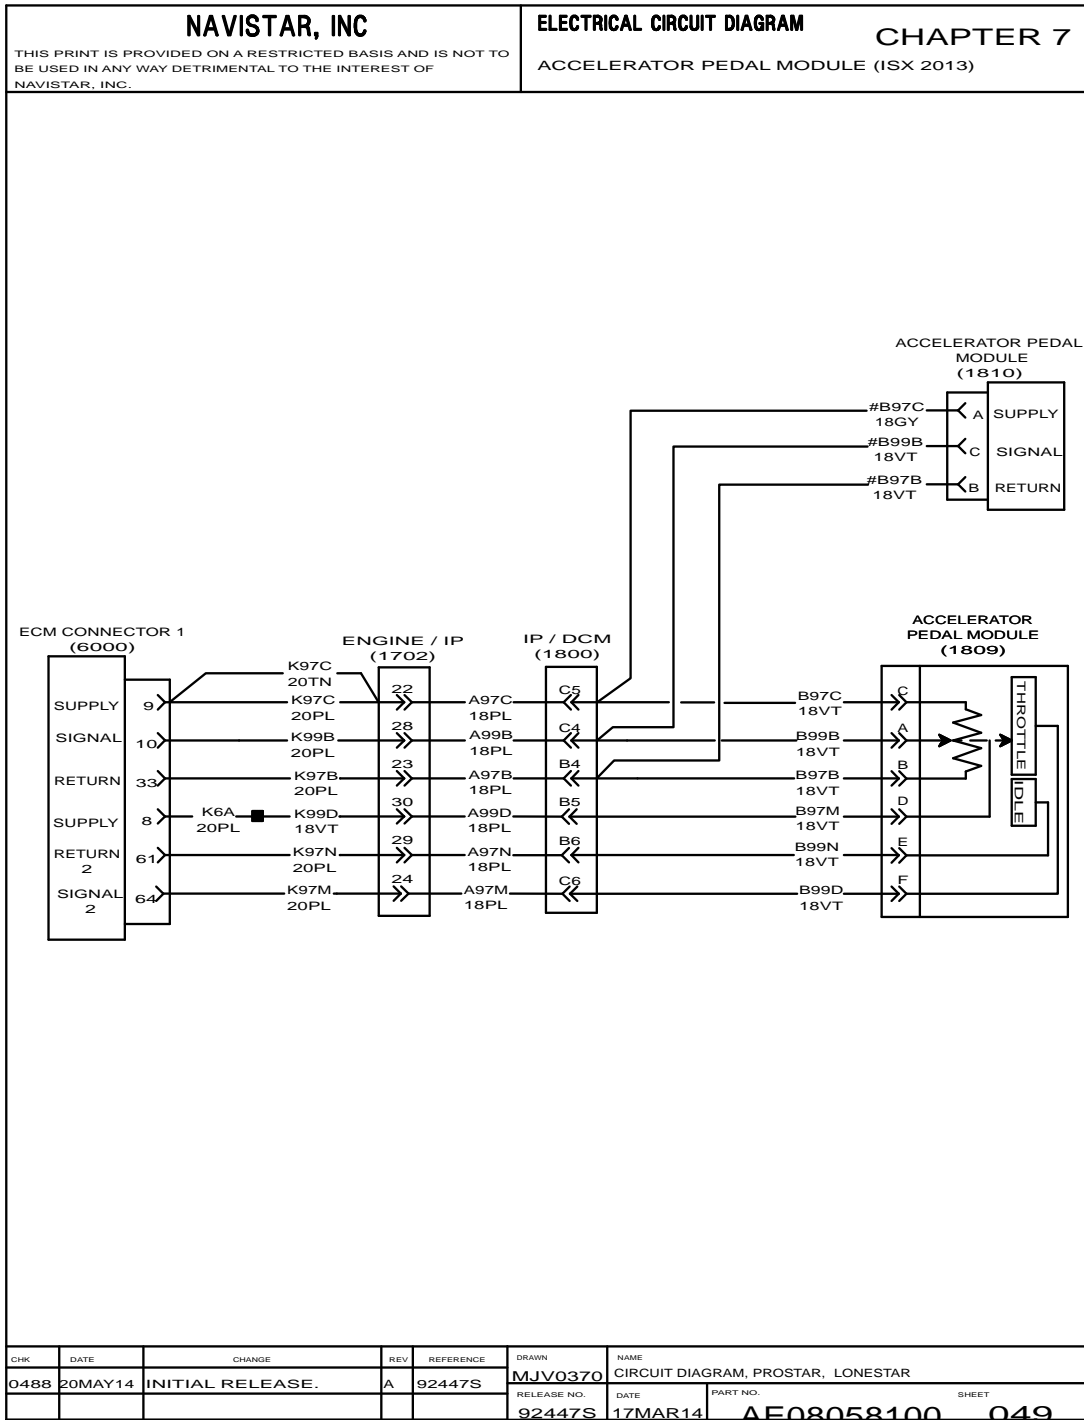 NAVISTAR, INC
THIS PRINT IS PROVIDED ON A RESTRICTED BASIS AND IS NOT TO
BE USED IN ANY WAY DETRIMENTAL TO THE INTEREST OF
NAVISTAR, INC.
ELECTRICAL CIRCUIT DIAGRAM
CHAPTER 7
ACCELERATOR PEDAL MODULE (ISX 2013)
ACCELERATOR PEDAL
MODULE
(1810)
#B97C
18GY
A
SUPPLY
#B99B
18VT
C
SIGNAL
#B97B
18VT
B
RETURN
ECM CONNECTOR 1
(6000)
ENGINE / IP
(1702)
IP / DCM
(1800)
ACCELERATOR
PEDAL MODULE
(1809)
K97C
20TN
SUPPLY
9
K97C
20PL
22
A97C
18PL
C5
B97C
18VT
C
SIGNAL
10
K99B
20PL
28
A99B
18PL
C4
B99B
18VT
A
RETURN
33
K97B
20PL
23
A97B
18PL
B4
B97B
18VT
B
SUPPLY
8
K6A
20PL
K99D
18VT
30
A99D
18PL
B5
B97M
18VT
D
RETURN
2
61
K97N
20PL
29
A97N
18PL
B6
B99N
18VT
E
SIGNAL
2
64
K97M
20PL
24
A97M
18PL
C6
B99D
18VT
F
THROTTLE
IDLE
CHK DATE CHANGE REV REFERENCE
0488 20MAY14 INITIAL RELEASE. A 92447S
DRAWN
MJV0370
NAME
CIRCUIT DIAGRAM, PROSTAR, LONESTAR
RELEASE NO.
92447S
DATE
17MAR14
PART NO.
AE08058100
SHEET
049